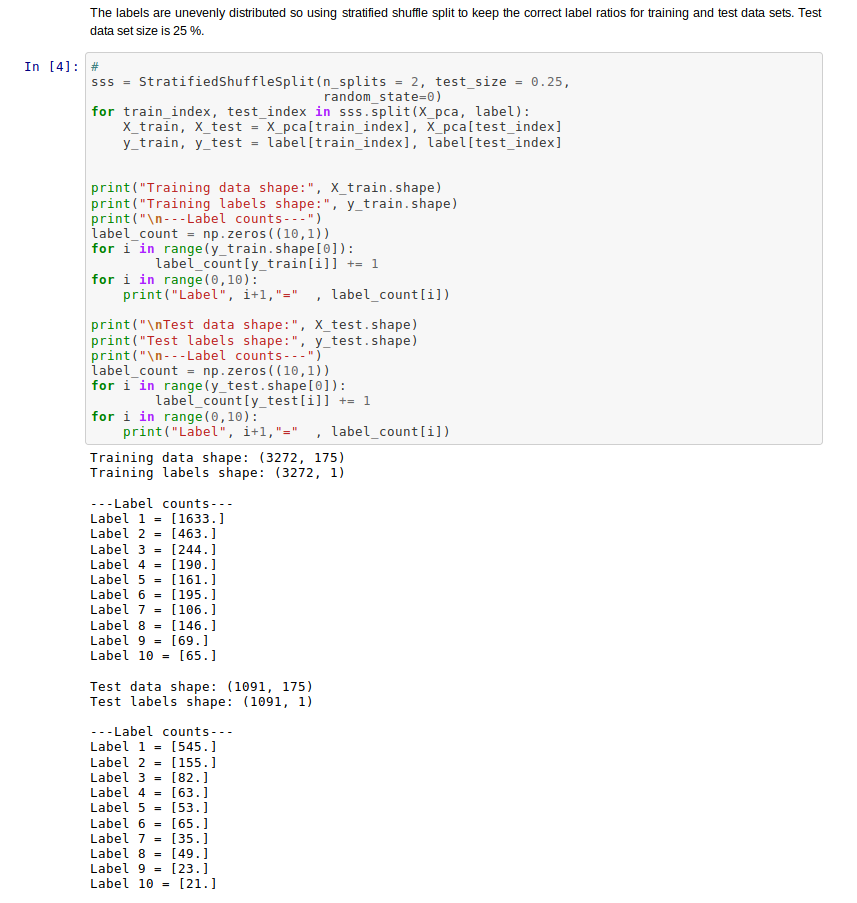 The labels are unevenly distributed so using stratified shuffle split to keep the correct label ratios for training and test data sets. Test
data set size is 25 %.
In [4]: #
sss = StratifiedShuffleSplit(n_splits = 2, test_size = 0.25,
                             random_state=0)
for train_index, test_index in sss.split(X_pca, label):
    X_train, X_test = X_pca[train_index], X_pca[test_index]
    y_train, y_test = label[train_index], label[test_index]
print("Training data shape:", X_train.shape)
print("Training labels shape:", y_train.shape)
print("\n---Label counts---")
label_count = np.zeros((10,1))
for i in range(y_train.shape[0]):
        label_count[y_train[i]] += 1
for i in range(0,10):
    print("Label", i+1,"="  , label_count[i])
print("\nTest data shape:", X_test.shape)
print("Test labels shape:", y_test.shape)
print("\n---Label counts---")
label_count = np.zeros((10,1))
for i in range(y_test.shape[0]):
        label_count[y_test[i]] += 1
for i in range(0,10):
    print("Label", i+1,"="  , label_count[i])
Training data shape: (3272, 175)
Training labels shape: (3272, 1)
---Label counts---
Label 1 = [1633.]
Label 2 = [463.]
Label 3 = [244.]
Label 4 = [190.]
Label 5 = [161.]
Label 6 = [195.]
Label 7 = [106.]
Label 8 = [146.]
Label 9 = [69.]
Label 10 = [65.]
Test data shape: (1091, 175)
Test labels shape: (1091, 1)
---Label counts---
Label 1 = [545.]
Label 2 = [155.]
Label 3 = [82.]
Label 4 = [63.]
Label 5 = [53.]
Label 6 = [65.]
Label 7 = [35.]
Label 8 = [49.]
Label 9 = [23.]
Label 10 = [21.]